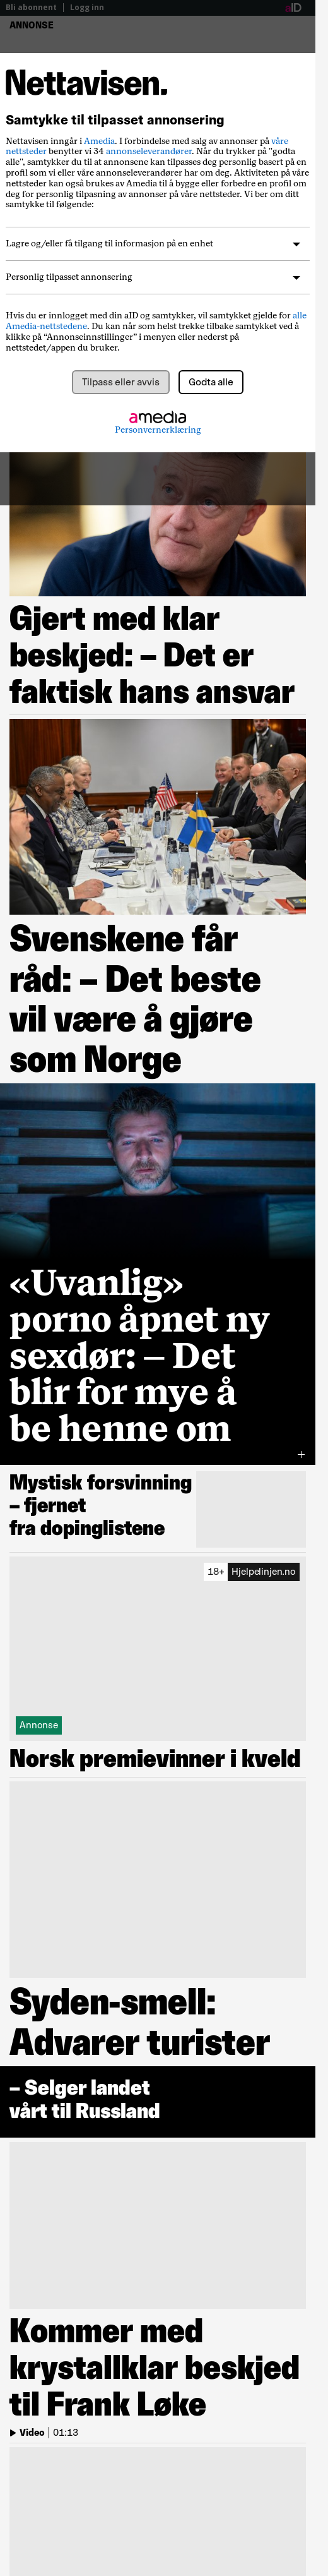 Bli abonnent | Logg inn
aID
ANNONSE
Nettavisen.
Samtykke til tilpasset annonsering
Nettavisen inngår i Amedia. I forbindelse med salg av annonser på våre
nettsteder benytter vi 34 annonseleverandører. Når du trykker på "godta
alle", samtykker du til at annonsene kan tilpasses deg personlig basert på en
profil som vi eller våre annonseleverandører har om deg. Aktiviteten på våre
nettsteder kan også brukes av Amedia til å bygge eller forbedre en profil om
deg for personlig tilpasning av annonser på våre nettsteder. Vi ber om ditt
samtykke til følgende:
Lagre og/eller få tilgang til informasjon på en enhet
Personlig tilpasset annonsering
Hvis du er innlogget med din aID og samtykker, vil samtykket gjelde for alle
Amedia-nettstedene. Du kan når som helst trekke tilbake samtykket ved å
klikke på “Annonseinnstillinger” i menyen eller nederst på
nettstedet/appen du bruker.
Tilpass eller avvis
Godta alle
amedia
Personvernerklæring
Gjert med klar
beskjed: – Det er
faktisk hans ansvar
Svenskene får
råd: – Det beste
vil være å gjøre
som Norge
«Uvanlig»
porno åpnet ny
sexdør: – Det
blir for mye å
be henne om
Mystisk forsvinning
– fjernet
fra dopinglistene
18+ Hjelpelinjen.no
Annonse
Norsk premievinner i kveld
Syden-smell:
Advarer turister
– Selger landet
vårt til Russland
Kommer med
krystallklar beskjed
til Frank Løke
Video | 01:13